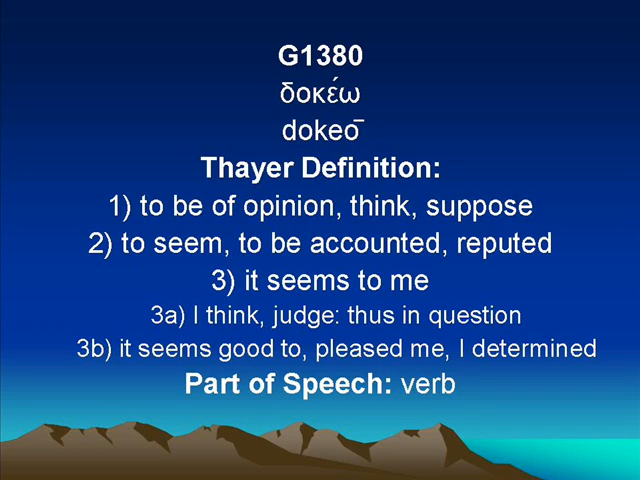 G1380
δοκέω
dokeō
Thayer Definition:
1) to be of opinion, think, suppose
2) to seem, to be accounted, reputed
3) it seems to me
3a) I think, judge: thus in question
3b) it seems good to, pleased me, I determined
Part of Speech: verb